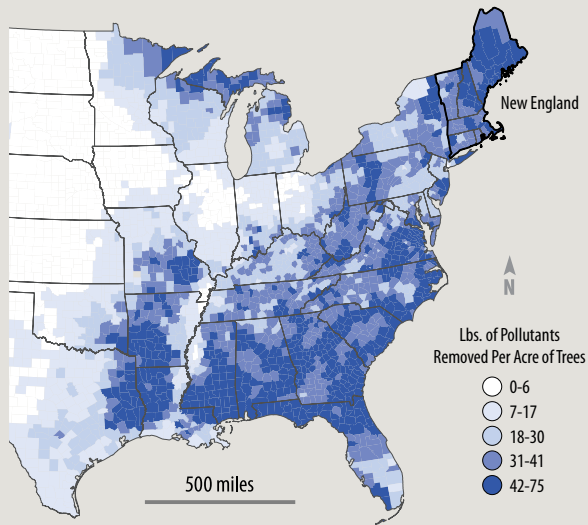 New England
N
Lbs. of Pollutants
Removed Per Acre of Trees
0-6
7-17
18-30
31-41
42-75
500 miles